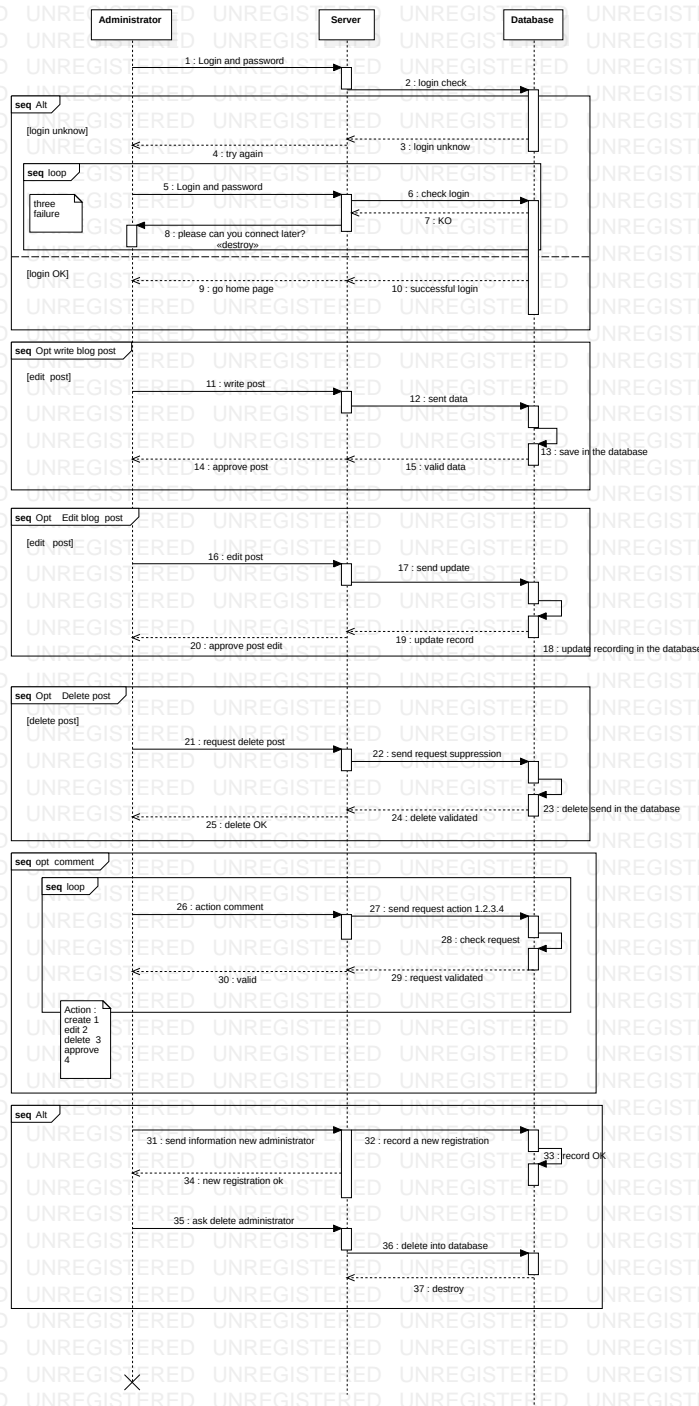 Administrator
Server
Database
1 : Login and password
2 : login check
seq Alt
[login unknow]
3 : login unknow
4 : try again
seq loop
three
failure
5 : Login and password
6 : check login
7 : KO
8 : please can you connect later?
«destroy»
[login OK]
9 : go home page
10 : successful login
seq Opt write blog post
[edit post]
11 : write post
12 : sent data
13 : save in the database
14 : approve post
15 : valid data
seq Opt Edit blog post
[edit post]
16 : edit post
17 : send update
18 : update recording in the database
19 : update record
20 : approve post edit
seq Opt Delete post
[delete post]
21 : request delete post
22 : send request suppression
23 : delete send in the database
24 : delete validated
25 : delete OK
seq opt comment
seq loop
26 : action comment
27 : send request action 1.2.3.4
28 : check request
29 : request validated
30 : valid
Action :
create 1
edit 2
delete 3
approve
4
seq Alt
31 : send information new administrator
32 : record a new registration
33 : record OK
34 : new registration ok
35 : ask delete administrator
36 : delete into database
37 : destroy
UNREGISTERED